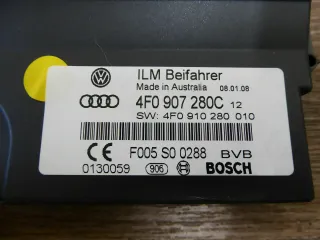 ILM Beifahrer
Made in Australia 08.01.08
4F0 907 280C 12
SW: 4F0 910 280 010
CE F005 S0 0288 BVB
0130059 906 BOSCH